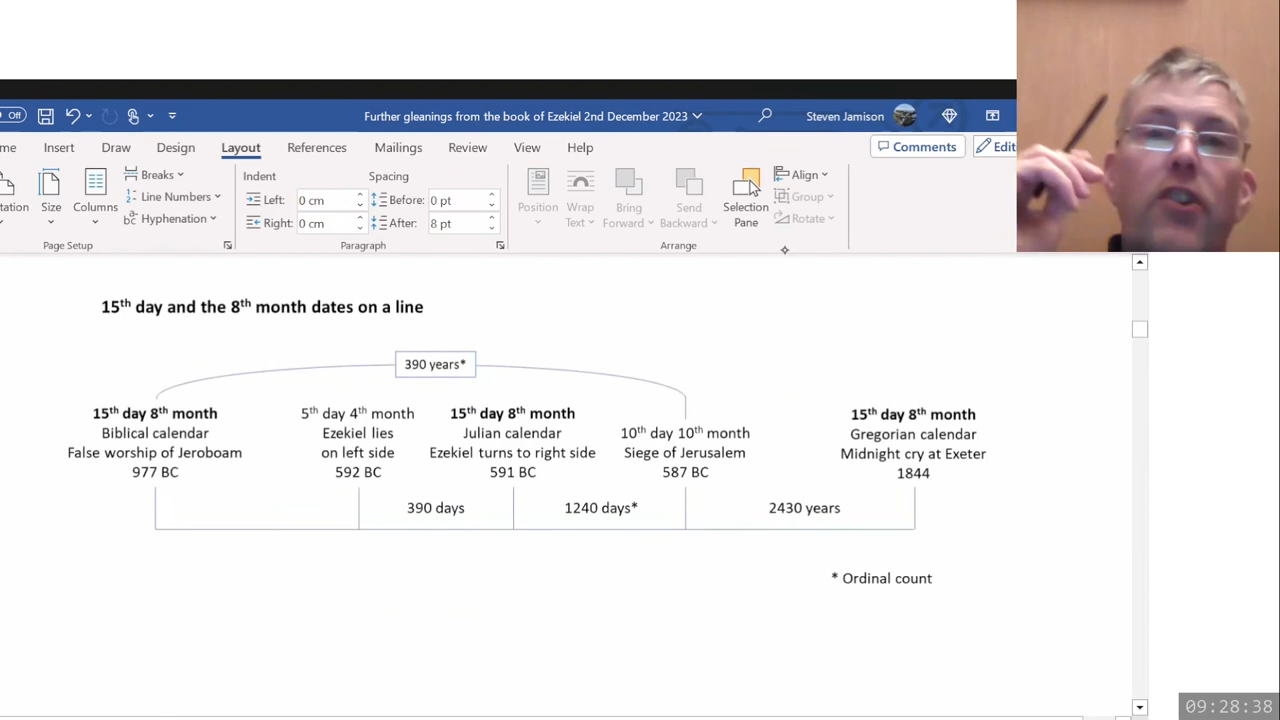 Off
Further gleanings from the book of Ezekiel 2nd December 2023
Steven Jamison
me Insert Draw Design Layout References Mailings Review View Help
Comments
Edit
tation
Size
Columns
Breaks
Line Numbers
Hyphenation
Page Setup
Indent
Left: 0 cm
Right: 0 cm
Spacing
Before: 0 pt
After: 8 pt
Paragraph
Position
Wrap
Text
Bring
Forward
Send
Backward
Selection
Pane
Align
Group
Rotate
Arrange
15th day and the 8th month dates on a line
390 years*
15th day 8th month
Biblical calendar
False worship of Jeroboam
977 BC
5th day 4th month
Ezekiel lies
on left side
592 BC
15th day 8th month
Julian calendar
Ezekiel turns to right side
591 BC
10th day 10th month
Siege of Jerusalem
587 BC
15th day 8th month
Gregorian calendar
Midnight cry at Exeter
1844
390 days
1240 days*
2430 years
* Ordinal count
09:28:38